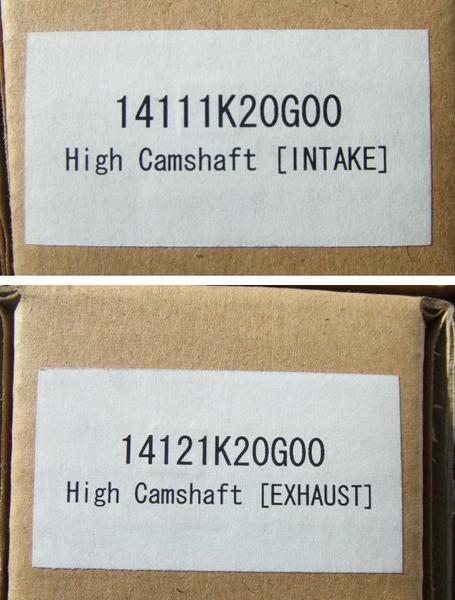 14111K20G00
High Camshaft [INTAKE]
14121K20G00
High Camshaft [EXHAUST]